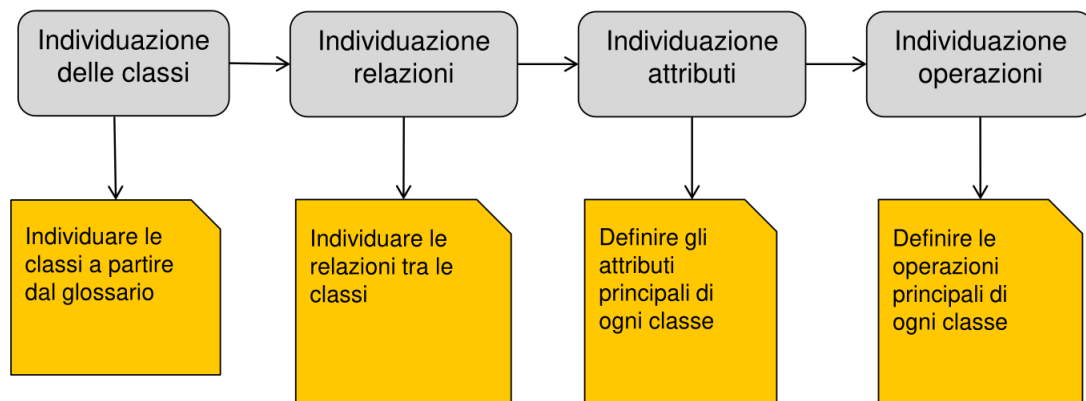 Individuazione
delle classi
Individuazione
relazioni
Individuazione
attributi
Individuazione
operazioni
Individuare le
classi a partire
dal glossario
Individuare le
relazioni tra le
classi
Definire gli
attributi
principali di
ogni classe
Definire le
operazioni
principali di
ogni classe